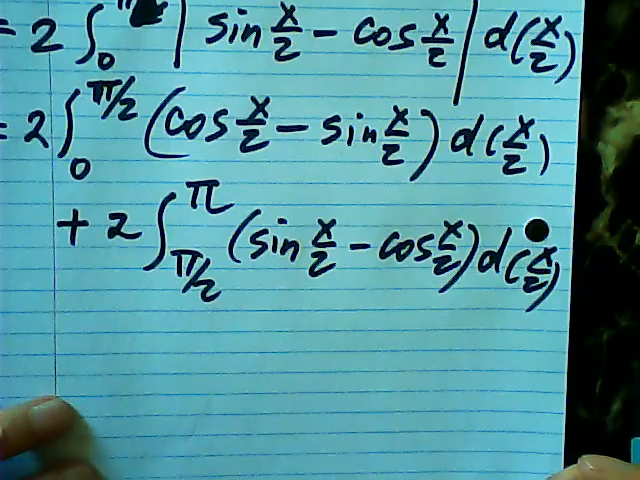 = 2 ∫₀^π | sin x/2 − cos x/2 | d(x/2)
= 2 ∫₀^{π/2} (cos x/2 − sin x/2) d(x/2)
+ 2 ∫_{π/2}^π (sin x/2 − cos x/2) d(x/2)